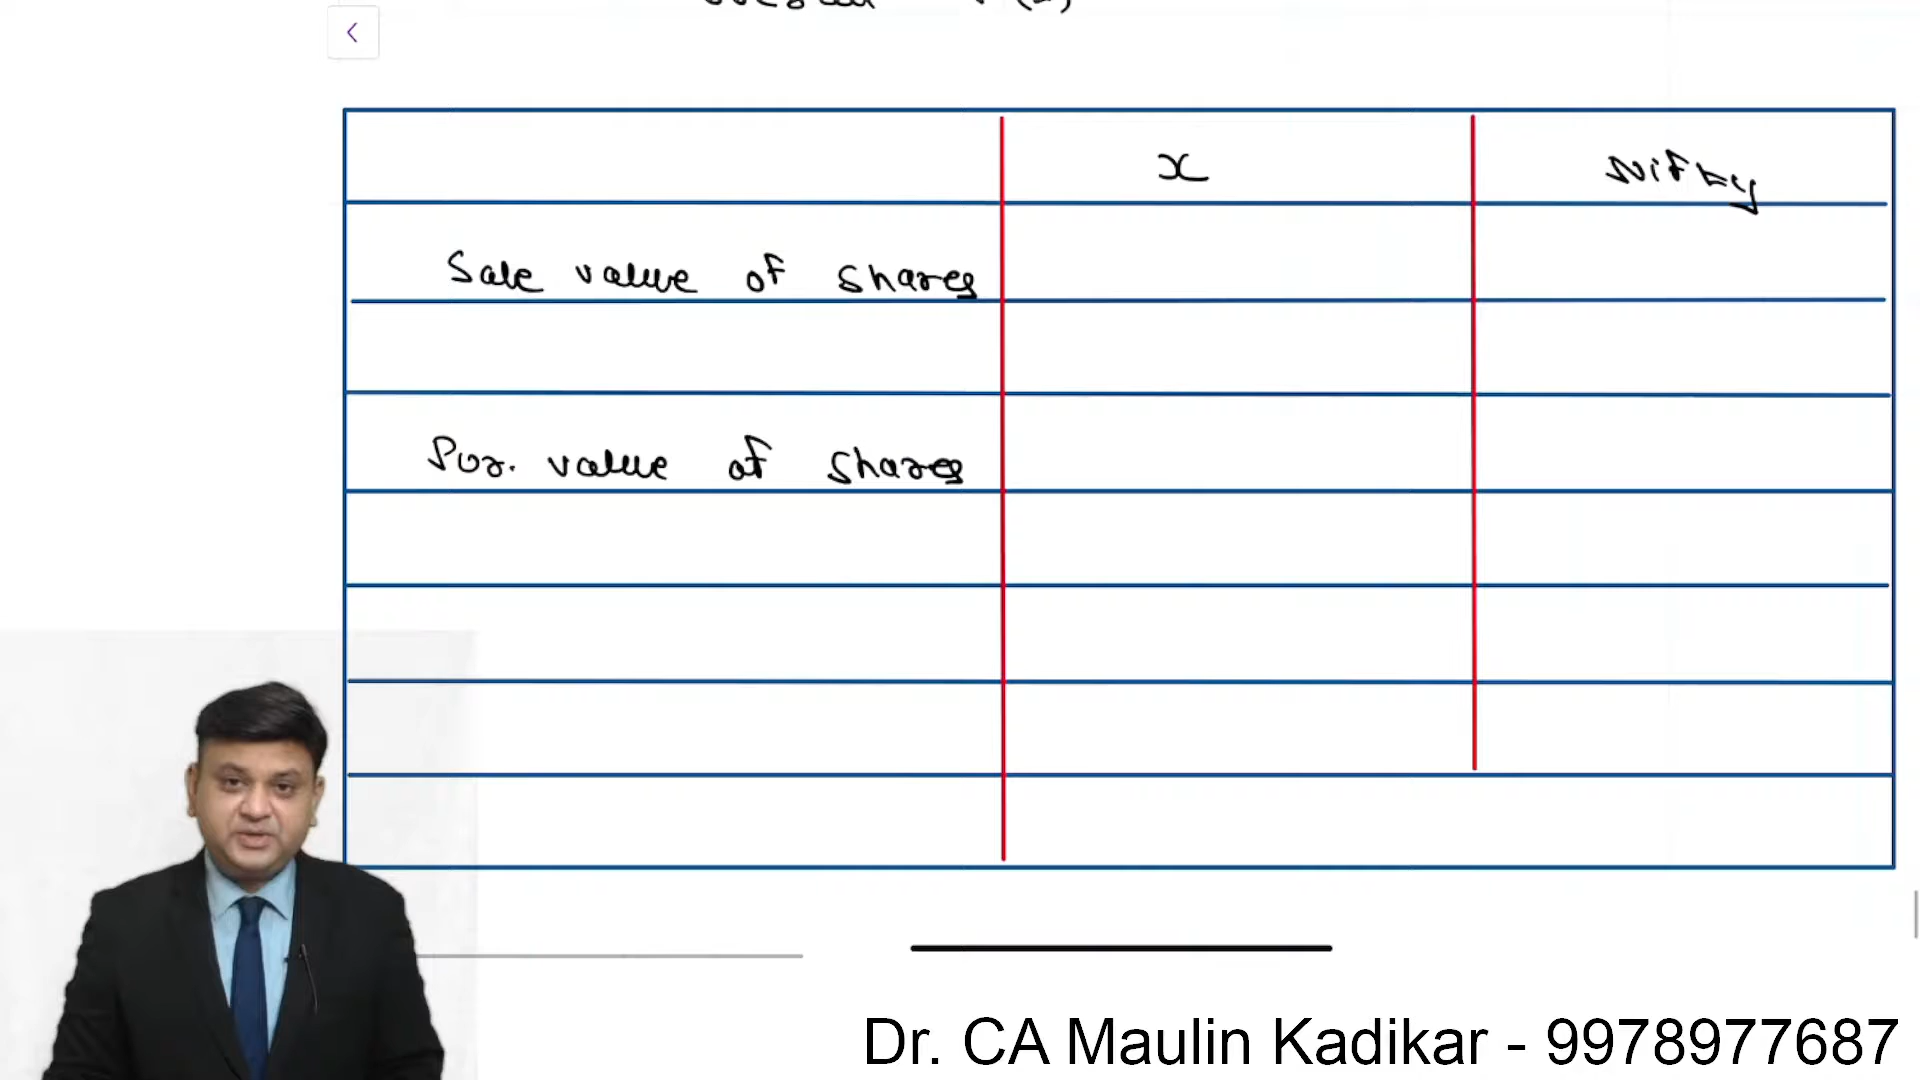 x Nifty
Sale value of shares
Pur. value of shares
Dr. CA Maulin Kadikar - 9978977687